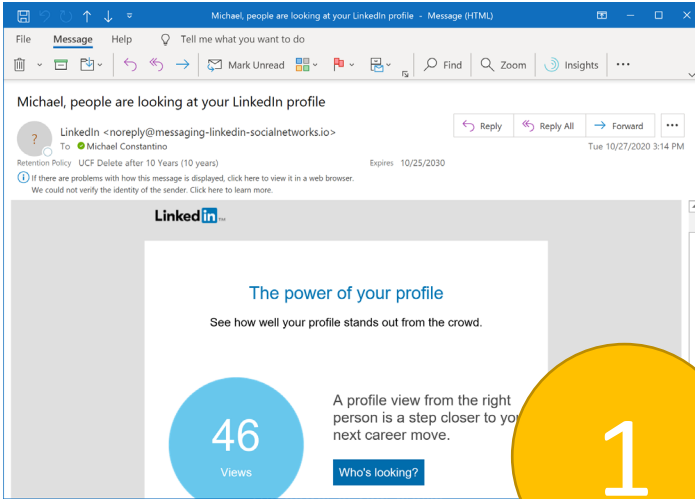 Michael, people are looking at your LinkedIn profile - Message (HTML)
File Message Help Tell me what you want to do
Mark Unread Find Zoom Insights
Michael, people are looking at your LinkedIn profile
? LinkedIn <noreply@messaging-linkedin-socialnetworks.io>
To Michael Constantino
Reply Reply All Forward
Tue 10/27/2020 3:14 PM
Retention Policy UCF Delete after 10 Years (10 years) Expires 10/25/2030
If there are problems with how this message is displayed, click here to view it in a web browser.
We could not verify the identity of the sender. Click here to learn more.
Linked in
The power of your profile
See how well your profile stands out from the crowd.
46
Views
A profile view from the right
person is a step closer to
next career move.
Who's looking?
1